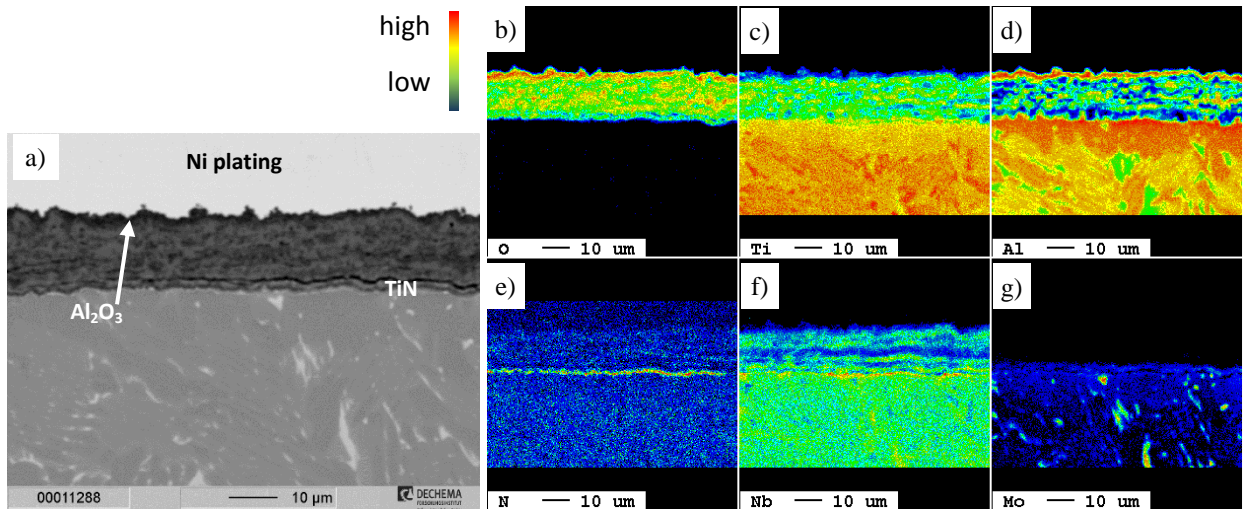 high
low
a)
Ni plating
Al₂O₃
TiN
00011288
10 µm
DECHEMA
FORSCHUNGSINSTITUT
b)
O
10 um
c)
Ti
10 um
d)
Al
10 um
e)
N
10 um
f)
Nb
10 um
g)
Mo
10 um